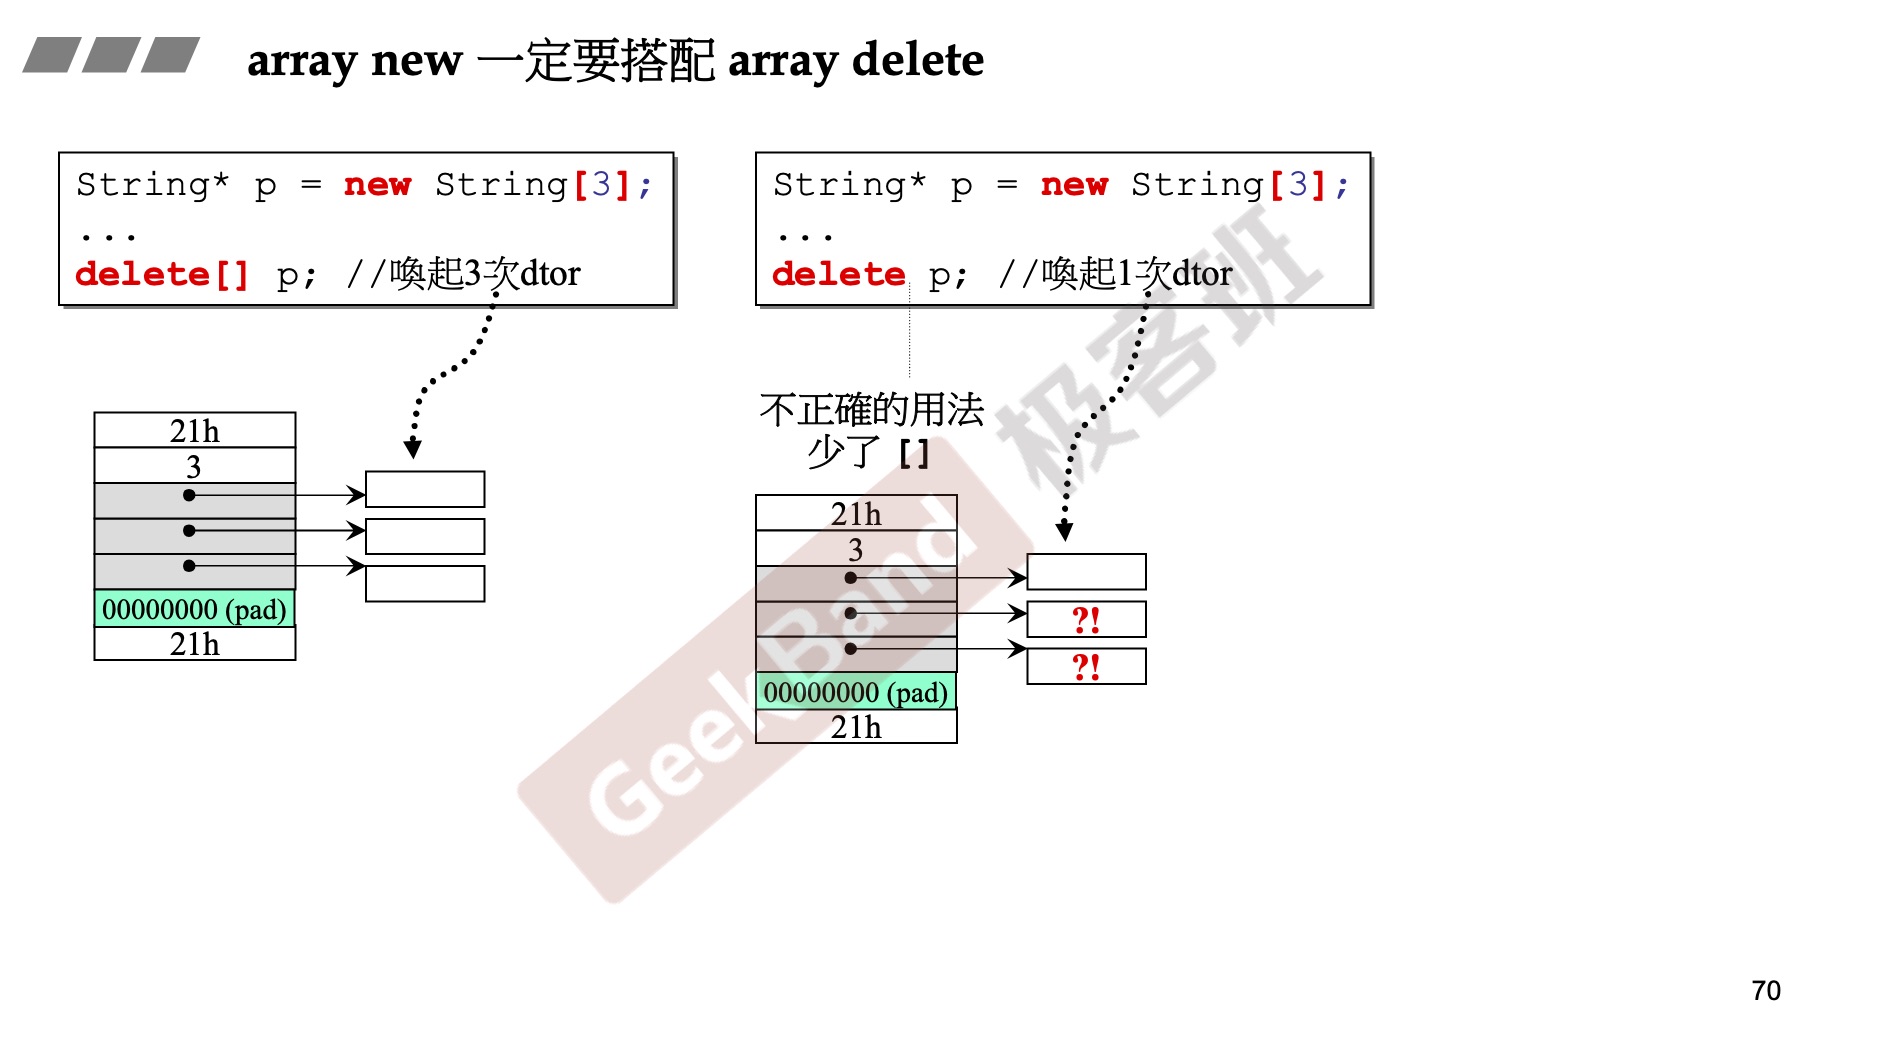 array new 一定要搭配 array delete
String* p = new String[3];
...
delete[] p; //喚起3次dtor
21h
3
00000000 (pad)
21h
String* p = new String[3];
...
delete p; //喚起1次dtor
不正確的用法
少了 []
21h
3
?!
?!
00000000 (pad)
21h
GeekBand 极客班
70